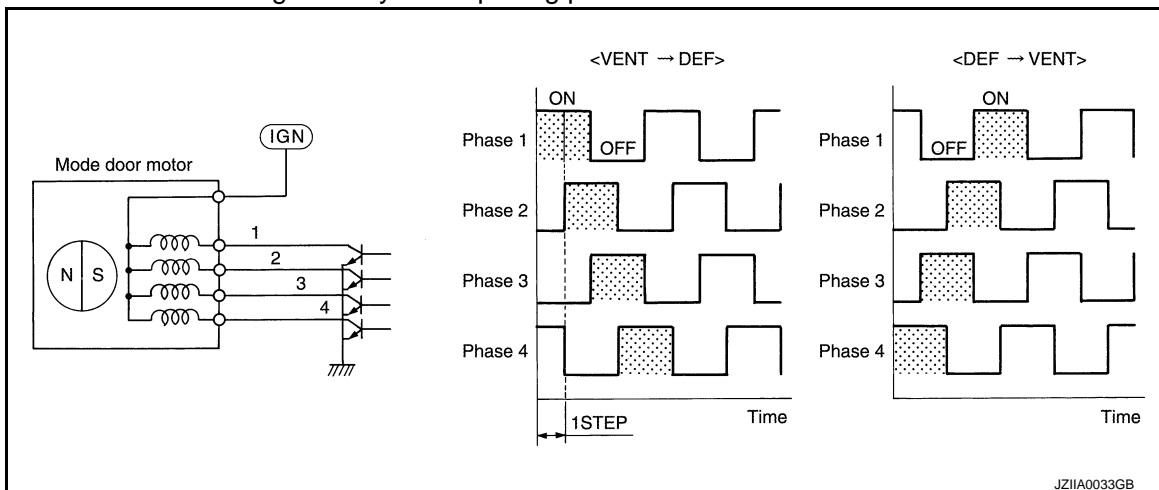 <VENT → DEF>
<DEF → VENT>
ON
ON
IGN
Phase 1
OFF
Phase 1
OFF
Mode door motor
Phase 2
Phase 2
1
2
N S
3
Phase 3
Phase 3
4
Phase 4
Phase 4
1STEP
Time
Time
JZIIA0033GB